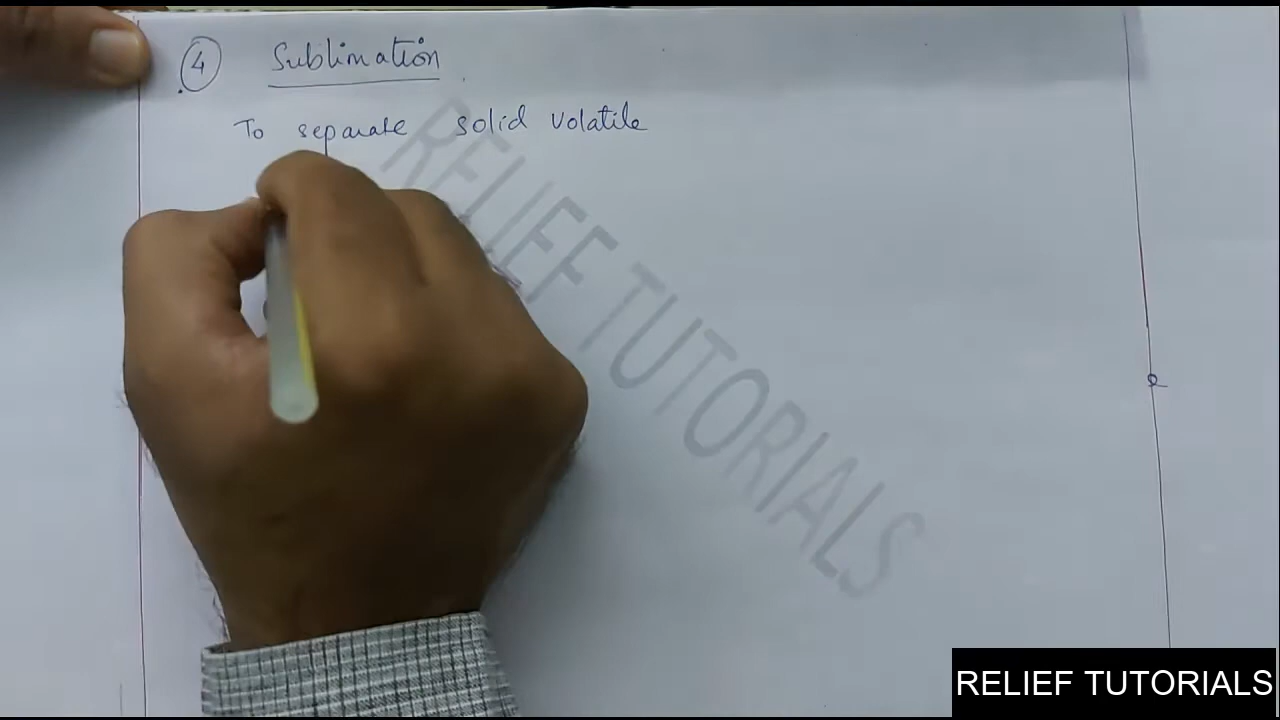 4 Sublimation
To separate solid volatile
RELIEF TUTORIALS
RELIEF TUTORIALS